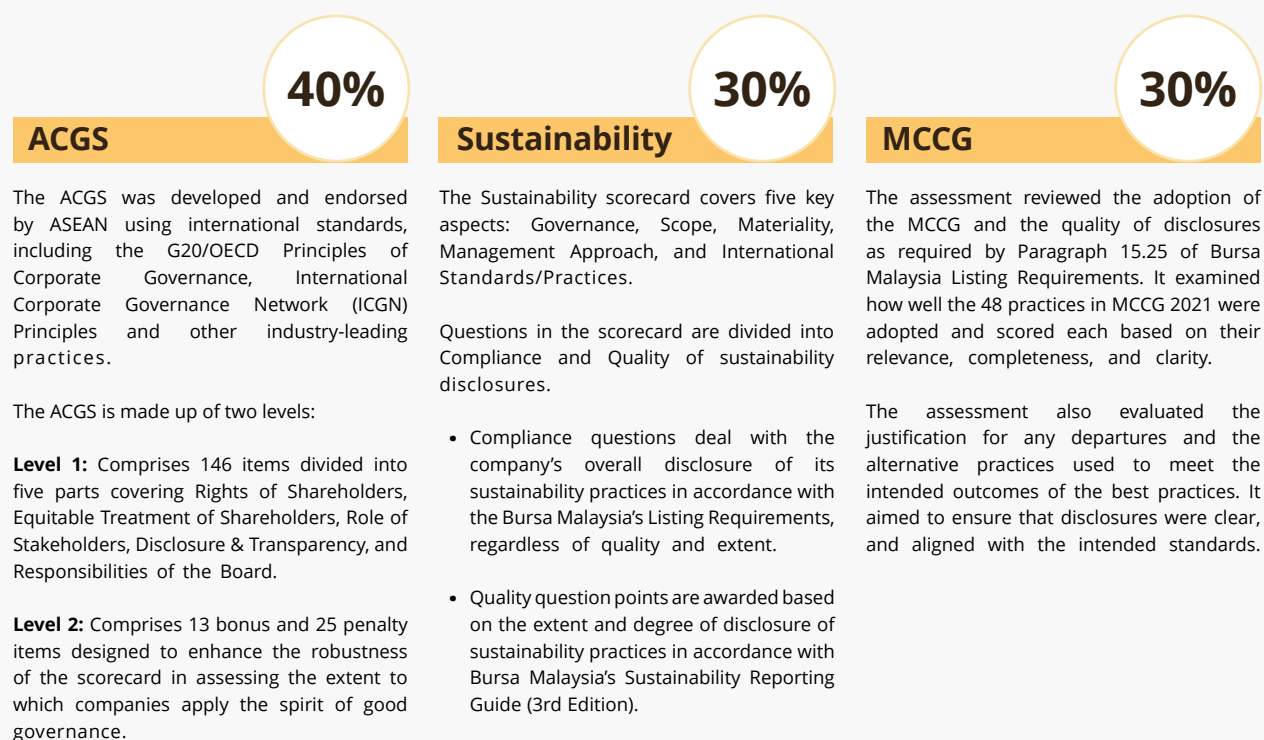 40%
ACGS
The ACGS was developed and endorsed
by ASEAN using international standards,
including the G20/OECD Principles of
Corporate Governance, International
Corporate Governance Network (ICGN)
Principles and other industry-leading
practices.
The ACGS is made up of two levels:
Level 1: Comprises 146 items divided into
five parts covering Rights of Shareholders,
Equitable Treatment of Shareholders, Role of
Stakeholders, Disclosure & Transparency, and
Responsibilities of the Board.
Level 2: Comprises 13 bonus and 25 penalty
items designed to enhance the robustness
of the scorecard in assessing the extent to
which companies apply the spirit of good
governance.
30%
Sustainability
The Sustainability scorecard covers five key
aspects: Governance, Scope, Materiality,
Management Approach, and International
Standards/Practices.
Questions in the scorecard are divided into
Compliance and Quality of sustainability
disclosures.
• Compliance questions deal with the
company's overall disclosure of its
sustainability practices in accordance with
the Bursa Malaysia's Listing Requirements,
regardless of quality and extent.
• Quality question points are awarded based
on the extent and degree of disclosure of
sustainability practices in accordance with
Bursa Malaysia's Sustainability Reporting
Guide (3rd Edition).
30%
MCCG
The assessment reviewed the adoption of
the MCCG and the quality of disclosures
as required by Paragraph 15.25 of Bursa
Malaysia Listing Requirements. It examined
how well the 48 practices in MCCG 2021 were
adopted and scored each based on their
relevance, completeness, and clarity.
The assessment also evaluated the
justification for any departures and the
alternative practices used to meet the
intended outcomes of the best practices. It
aimed to ensure that disclosures were clear,
and aligned with the intended standards.